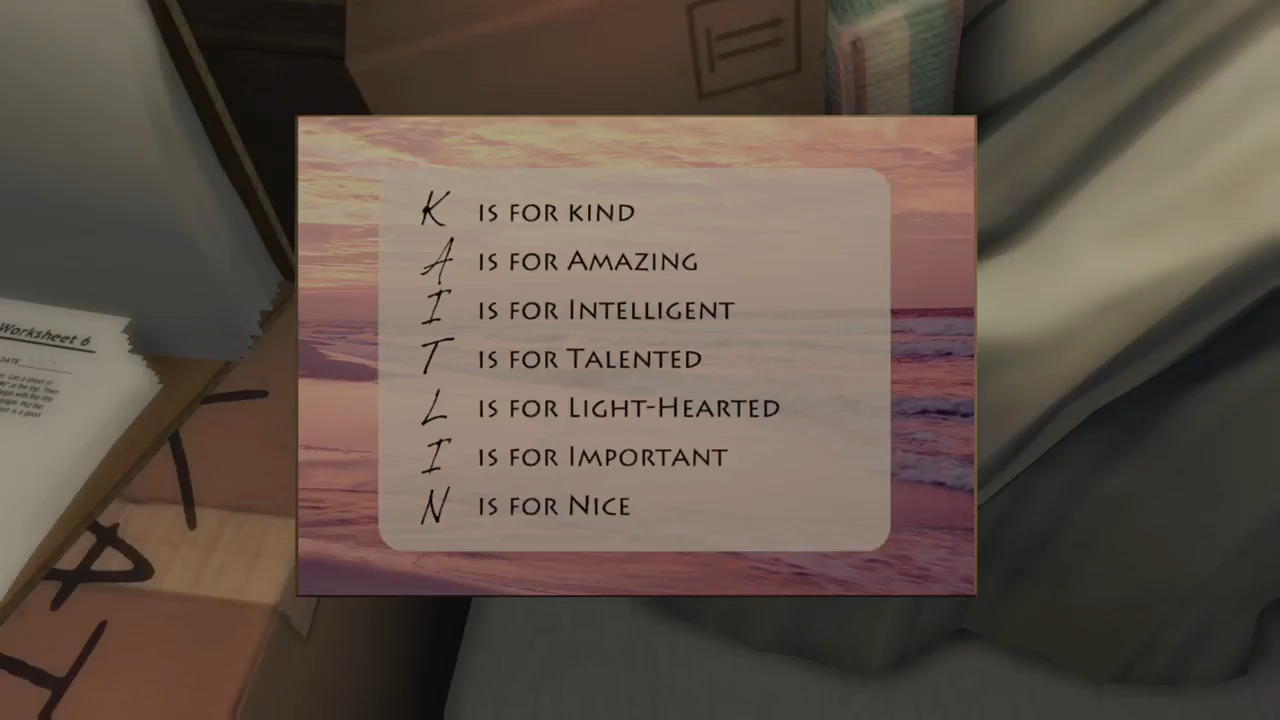 K IS FOR KIND
A IS FOR AMAZING
I IS FOR INTELLIGENT
T IS FOR TALENTED
L IS FOR LIGHT-HEARTED
I IS FOR IMPORTANT
N IS FOR NICE
Worksheet 6
DATE